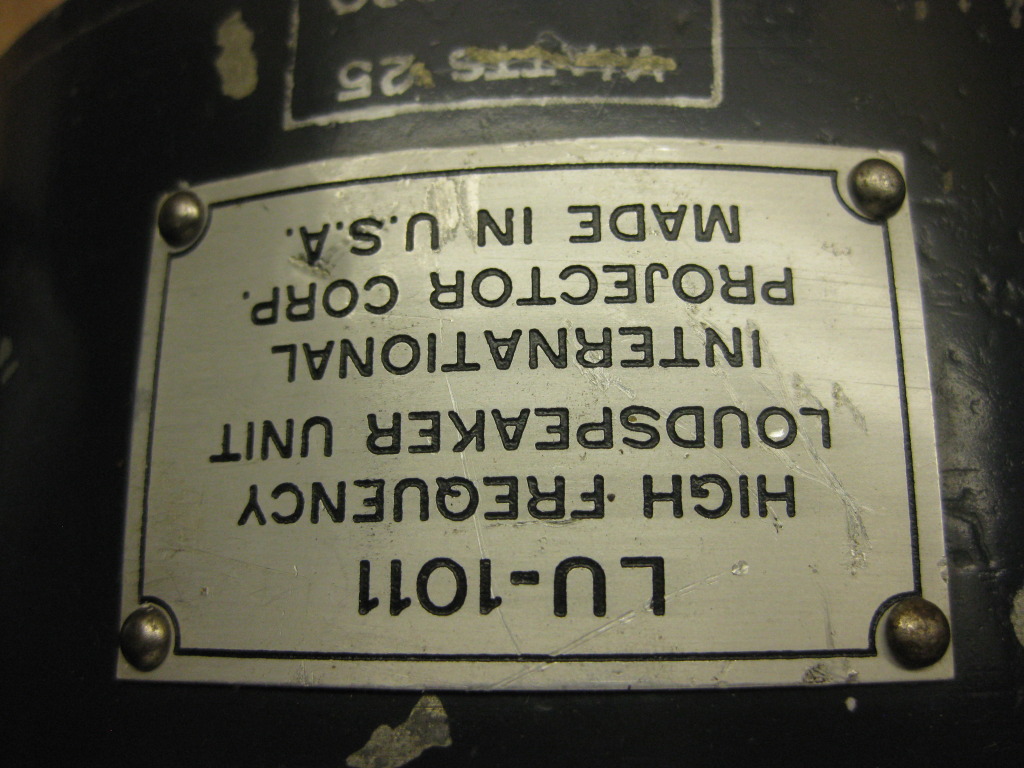 LU-1011
HIGH FREQUENCY
LOUDSPEAKER UNIT
INTERNATIONAL
PROJECTOR CORP.
MADE IN U.S.A.
WATTS 25